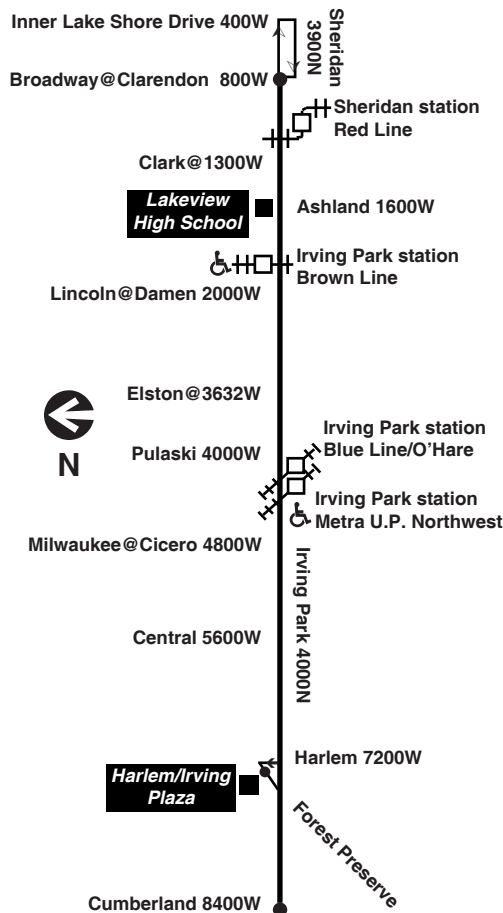 Inner Lake Shore Drive 400W
Sheridan
3900N
Broadway@Clarendon 800W
Sheridan station
Red Line
Clark@1300W
Lakeview
High School
Ashland 1600W
Irving Park station
Brown Line
Lincoln@Damen 2000W
Elston@3632W
N
Pulaski 4000W
Irving Park station
Blue Line/O'Hare
Irving Park station
Metra U.P. Northwest
Milwaukee@Cicero 4800W
Irving Park 4000N
Central 5600W
Harlem 7200W
Harlem/Irving
Plaza
Forest Preserve
Cumberland 8400W